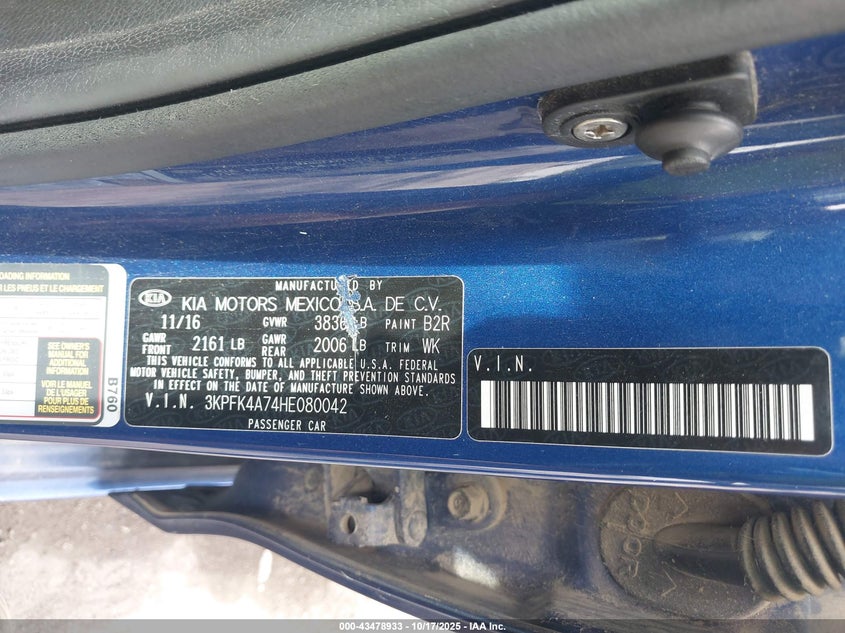 LOADING INFORMATION
LES PNEUS ET LE CHARGEMENT
SEE OWNER'S
MANUAL FOR
ADDITIONAL
INFORMATION
VOIR LE MANUEL
DE L'USAGER
POUR PLUS DE
RENSEIGNEMENTS
B760
MANUFACTURED BY
KIA KIA MOTORS MEXICO S.A. DE C.V.
11/16 GVWR LB PAINT B2R
GAWR FRONT 2161 LB GAWR REAR 2006 LB TRIM WK
THIS VEHICLE CONFORMS TO ALL APPLICABLE U.S.A. FEDERAL
MOTOR VEHICLE SAFETY, BUMPER, AND THEFT PREVENTION STANDARDS
IN EFFECT ON THE DATE OF MANUFACTURE SHOWN ABOVE.
V.I.N. 3KPFK4A74HE080042
PASSENGER CAR
V.I.N.
000-43478933 - 10/17/2025 - Copyright © 2025, IAA